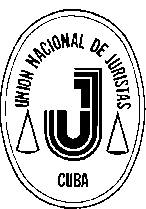 UNION NACIONAL DE JURISTAS
CUBA